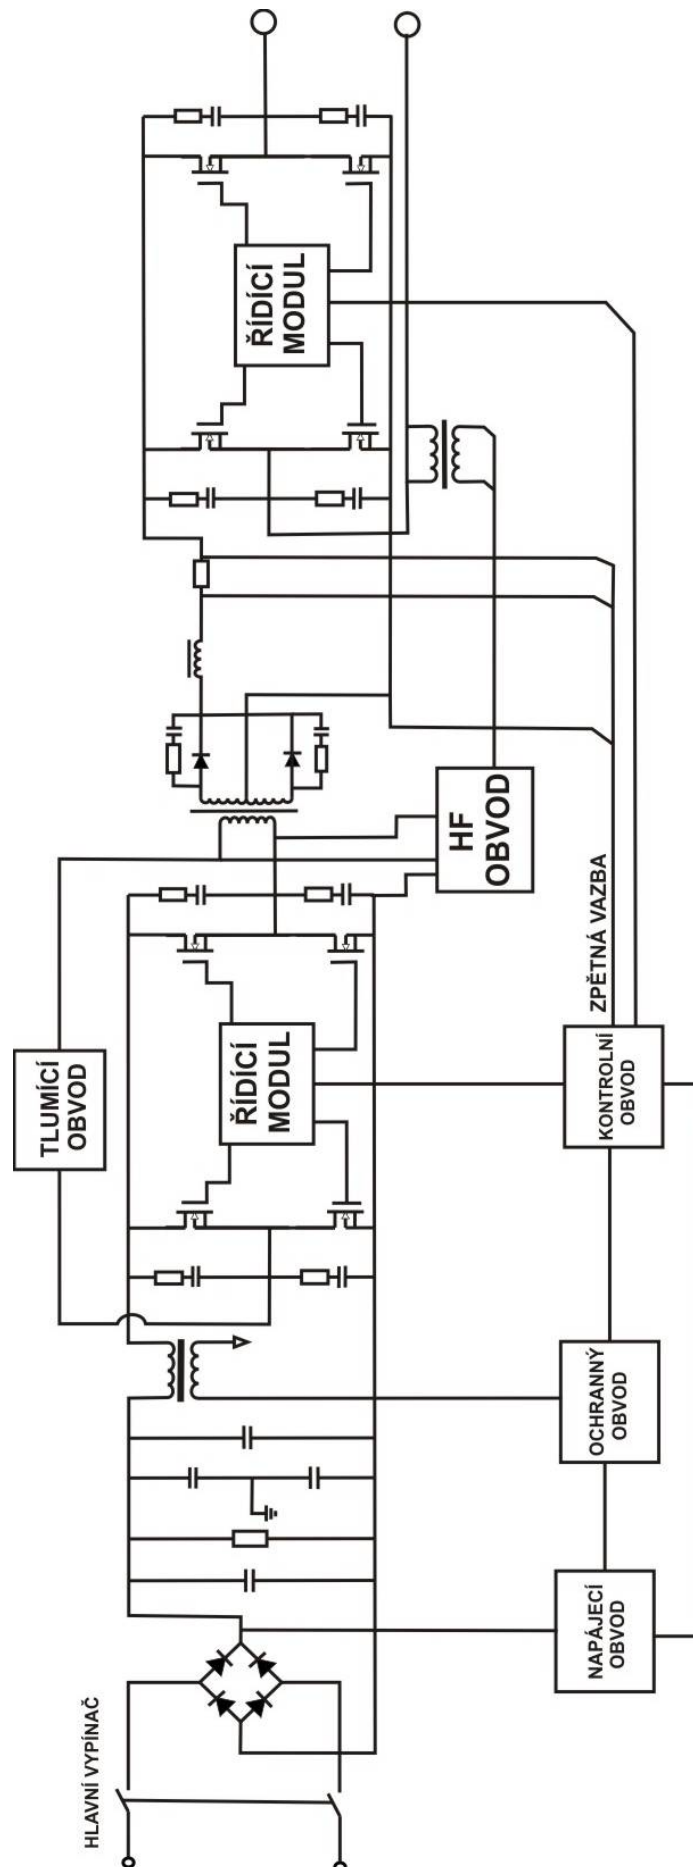 ŘÍDÍCÍ
MODUL
HF
OBVOD
ZPĚTNÁ VAZBA
TLUMÍCÍ
OBVOD
ŘÍDÍCÍ
MODUL
KONTROLNÍ
OBVOD
OCHRANNÝ
OBVOD
NAPÁJECÍ
OBVOD
HLAVNÍ VYPÍNAČ